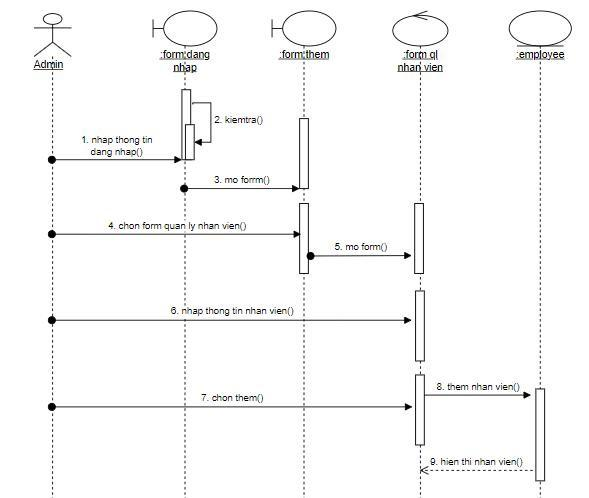 Admin
:form:dang
nhap
:form:them
:form ql
nhan vien
:employee
2. kiemtra()
1. nhap thong tin
dang nhap()
3. mo forrm()
4. chon form quan ly nhan vien()
5. mo form()
6. nhap thong tin nhan vien()
7. chon them()
8. them nhan vien()
9. hien thi nhan vien()